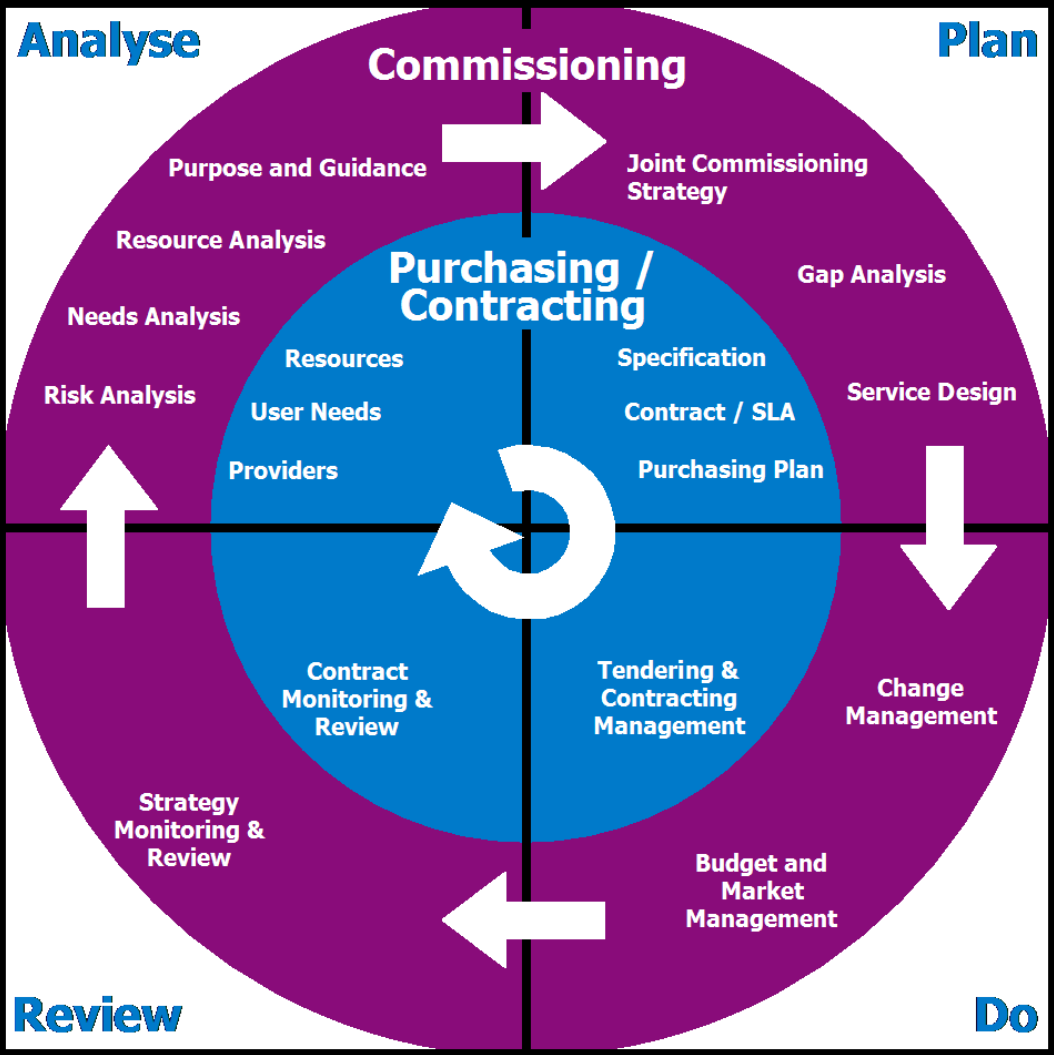 Analyse
Plan
Commissioning
Purpose and Guidance
Resource Analysis
Needs Analysis
Risk Analysis
Joint Commissioning
Strategy
Gap Analysis
Service Design
Purchasing /
Contracting
Resources
User Needs
Providers
Specification
Contract / SLA
Purchasing Plan
Contract
Monitoring &
Review
Tendering &
Contracting
Management
Change
Management
Strategy
Monitoring &
Review
Budget and
Market
Management
Review
Do